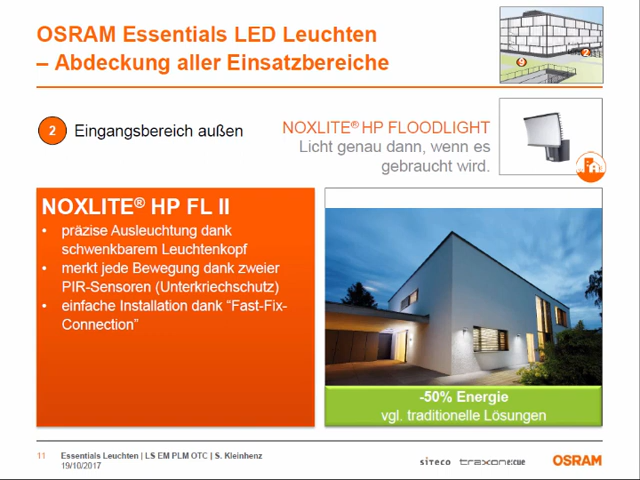 OSRAM Essentials LED Leuchten
– Abdeckung aller Einsatzbereiche
9
2
2
Eingangsbereich außen
NOXLITE® HP FLOODLIGHT
Licht genau dann, wenn es
gebraucht wird.
NOXLITE® HP FL II
• präzise Ausleuchtung dank
schwenkbarem Leuchtenkopf
• merkt jede Bewegung dank zweier
PIR-Sensoren (Unterkriechschutz)
• einfache Installation dank “Fast-Fix-
Connection”
-50% Energie
vgl. traditionelle Lösungen
11
Essentials Leuchten | LS EM PLM OTC | S. Kleinhenz
19/10/2017
siteco
traxon e:cue
OSRAM